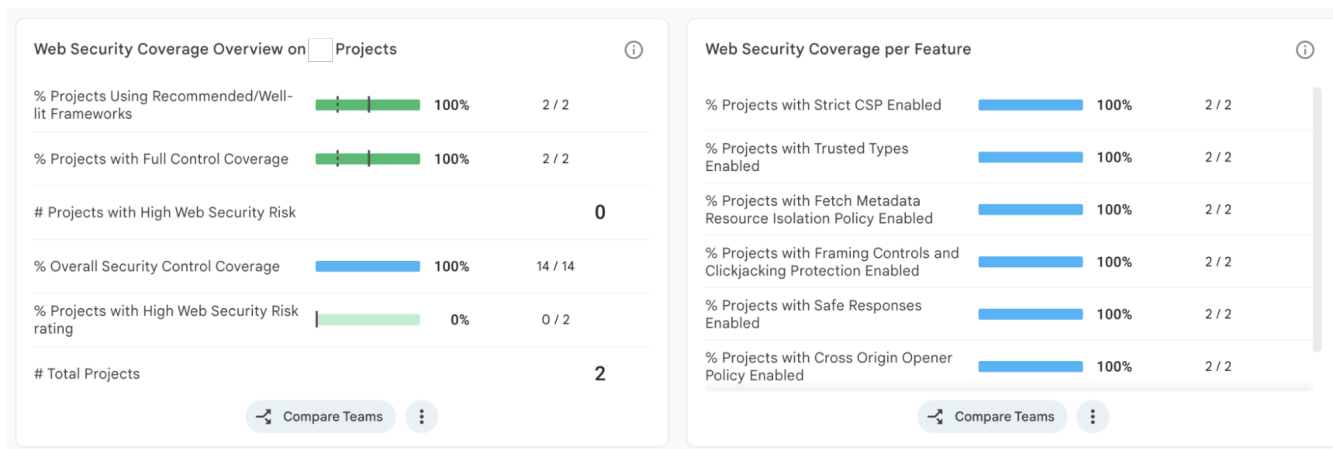 Web Security Coverage Overview on Projects
% Projects Using Recommended/Well-
lit Frameworks
100%
2 / 2
% Projects with Full Control Coverage
100%
2 / 2
# Projects with High Web Security Risk
0
% Overall Security Control Coverage
100%
14 / 14
% Projects with High Web Security Risk
rating
0%
0 / 2
# Total Projects
2
Compare Teams
Web Security Coverage per Feature
% Projects with Strict CSP Enabled
100%
2 / 2
% Projects with Trusted Types
Enabled
100%
2 / 2
% Projects with Fetch Metadata
Resource Isolation Policy Enabled
100%
2 / 2
% Projects with Framing Controls and
Clickjacking Protection Enabled
100%
2 / 2
% Projects with Safe Responses
Enabled
100%
2 / 2
% Projects with Cross Origin Opener
Policy Enabled
100%
2 / 2
Compare Teams